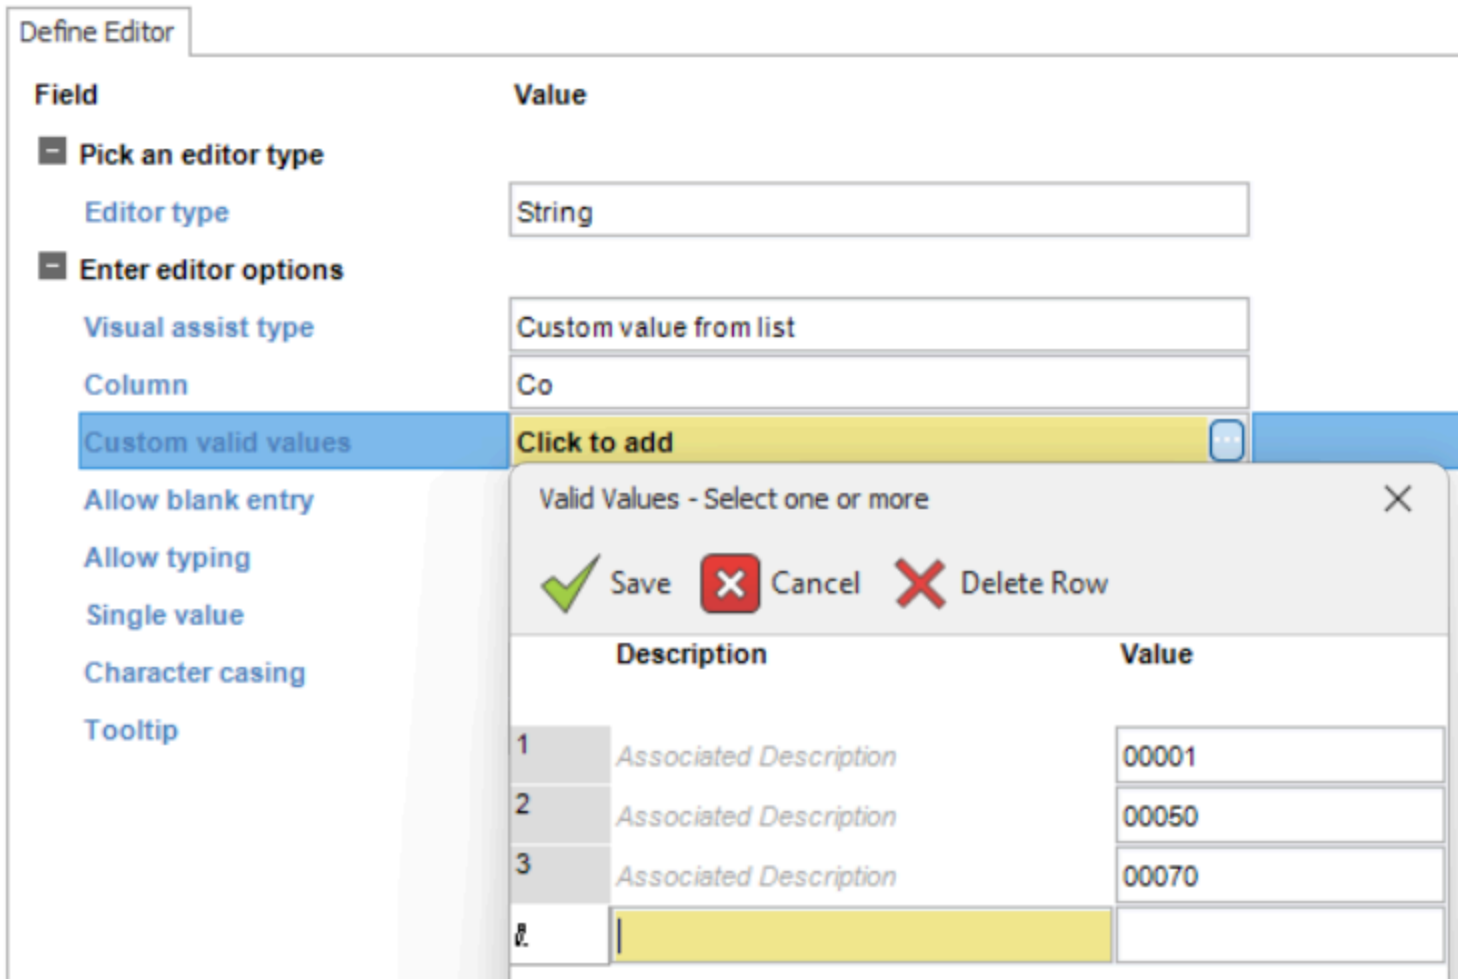 Define Editor
Field Value
Pick an editor type
Editor type String
Enter editor options
Visual assist type Custom value from list
Column Co
Custom valid values Click to add ...
Allow blank entry
Allow typing
Single value
Character casing
Tooltip
Valid Values - Select one or more
Save Cancel Delete Row
Description Value
1 Associated Description 00001
2 Associated Description 00050
3 Associated Description 00070